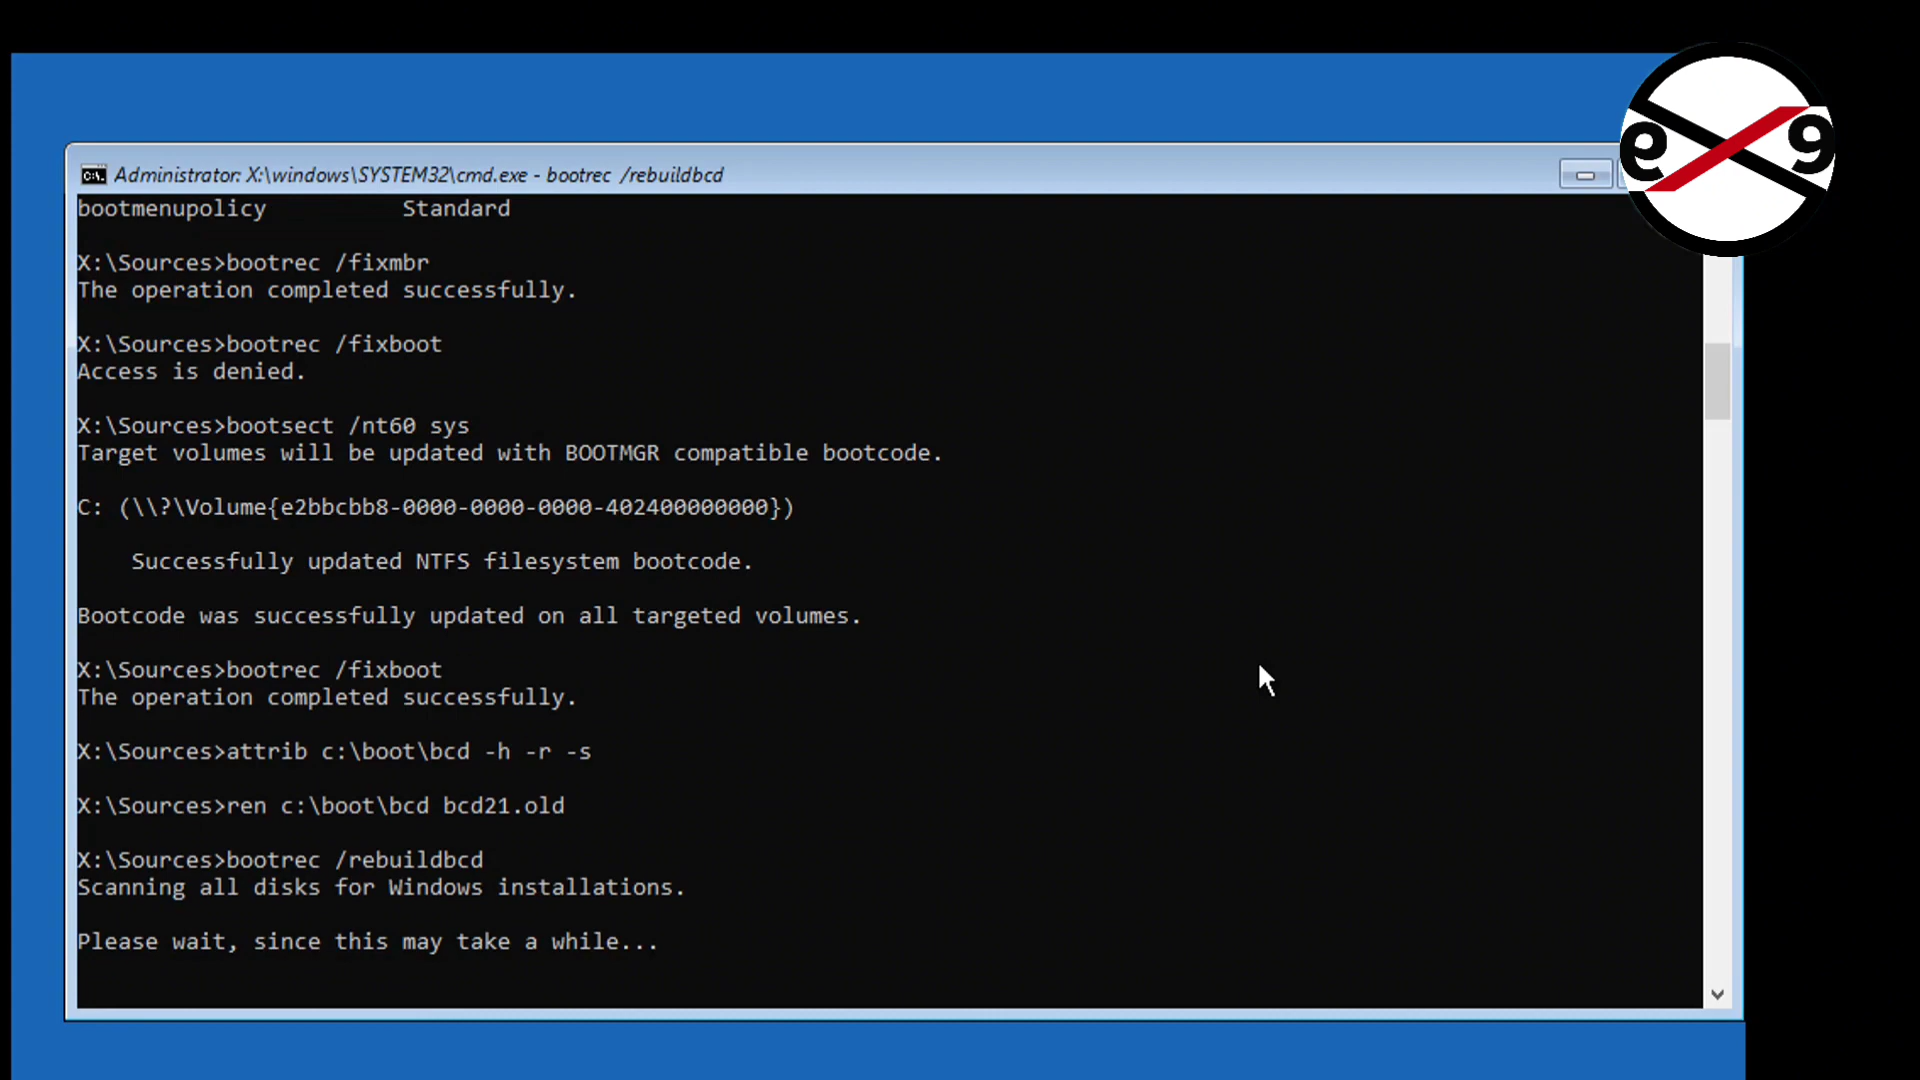 Administrator: X:\windows\SYSTEM32\cmd.exe - bootrec /rebuildbcd
e 9
bootmenupolicy Standard
X:\Sources>bootrec /fixmbr
The operation completed successfully.
X:\Sources>bootrec /fixboot
Access is denied.
X:\Sources>bootsect /nt60 sys
Target volumes will be updated with BOOTMGR compatible bootcode.
C: (\\?\Volume{e2bbcbb8-0000-0000-0000-402400000000})
Successfully updated NTFS filesystem bootcode.
Bootcode was successfully updated on all targeted volumes.
X:\Sources>bootrec /fixboot
The operation completed successfully.
X:\Sources>attrib c:\boot\bcd -h -r -s
X:\Sources>ren c:\boot\bcd bcd21.old
X:\Sources>bootrec /rebuildbcd
Scanning all disks for Windows installations.
Please wait, since this may take a while...